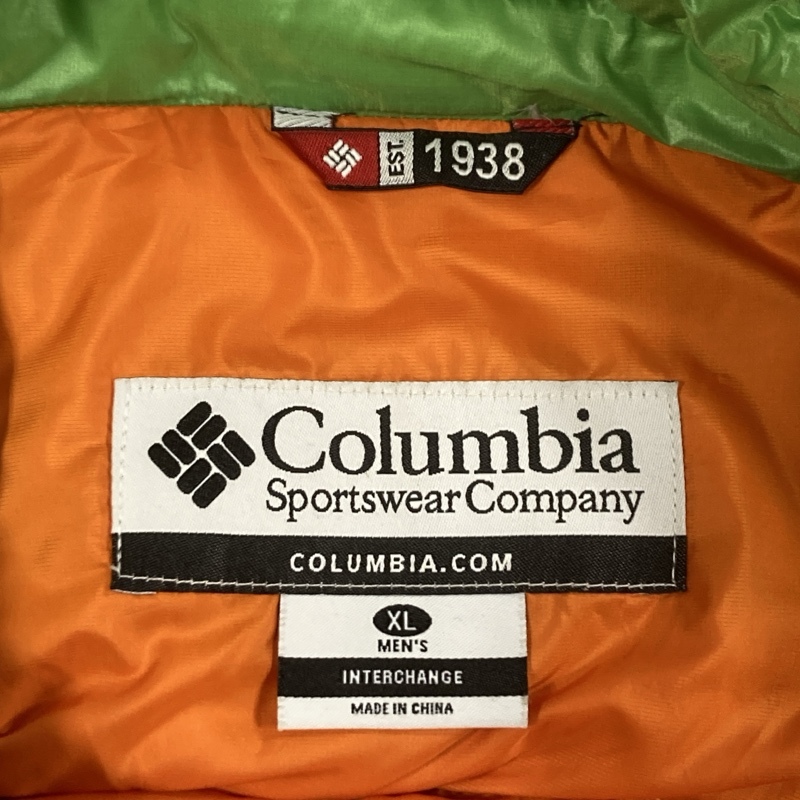 EST. 1938
Columbia
Sportswear Company
COLUMBIA.COM
XL
MEN'S
INTERCHANGE
MADE IN CHINA